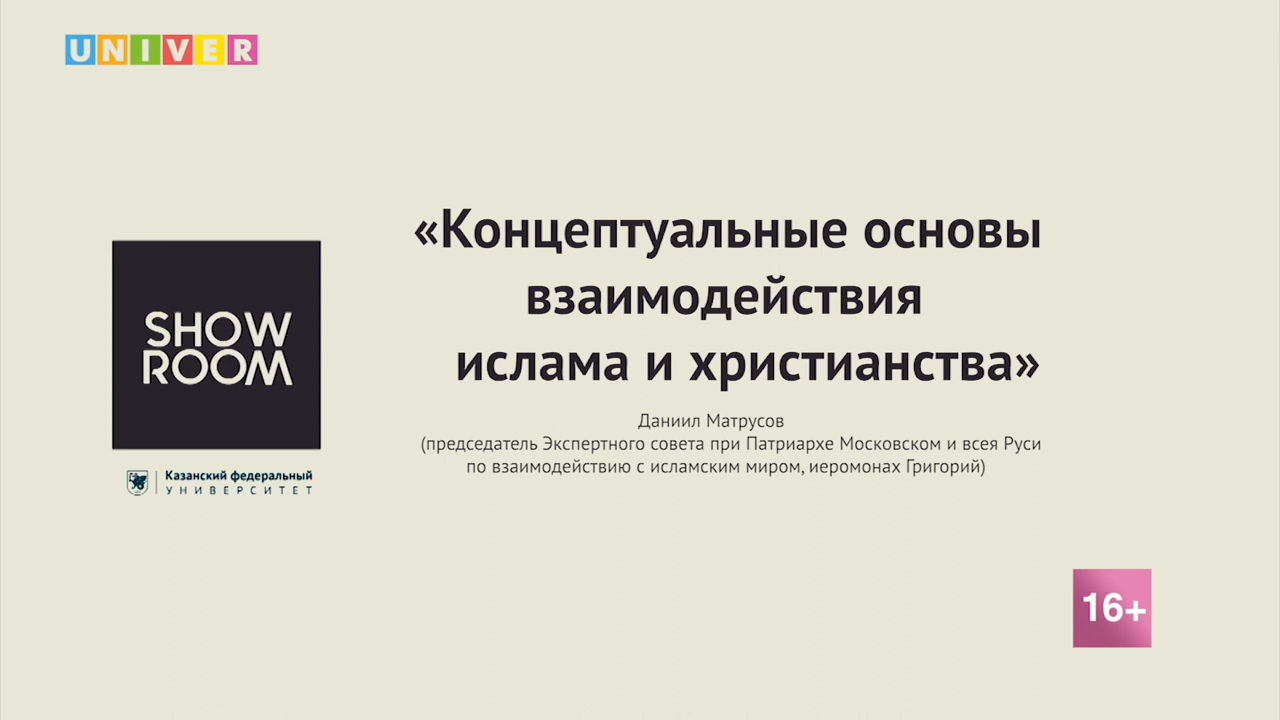 UNIVER
«Концептуальные основы
взаимодействия
ислама и христианства»
SHOW
ROOM
Даниил Матрусов
(председатель Экспертного совета при Патриархе Московском и всея Руси
по взаимодействию с исламским миром, иеромонах Григорий)
Казанский федеральный
УНИВЕРСИТЕТ
16+